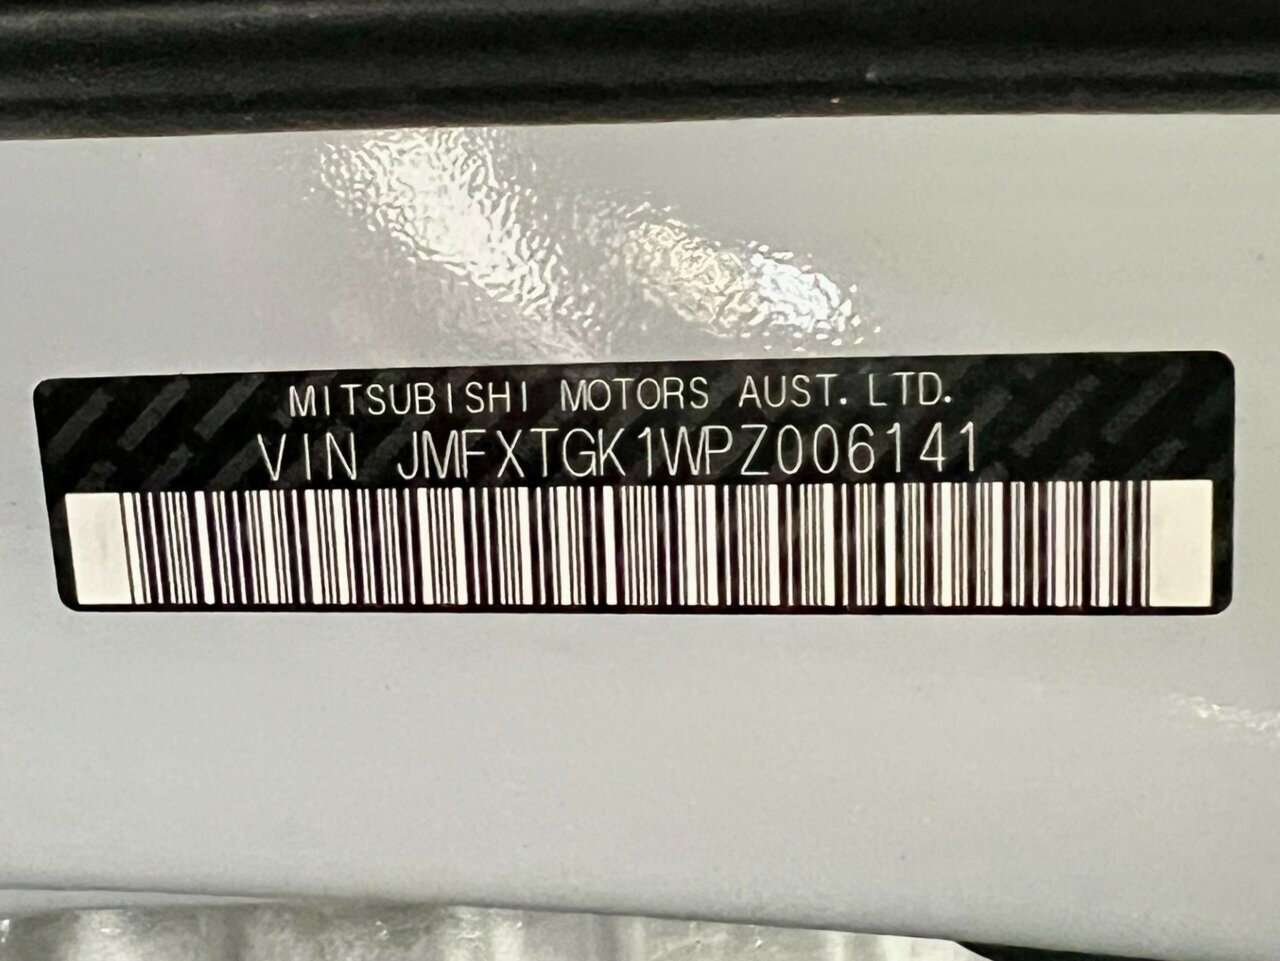 MITSUBISHI MOTORS AUST. LTD.
VIN JMFXTGK1WPZ006141